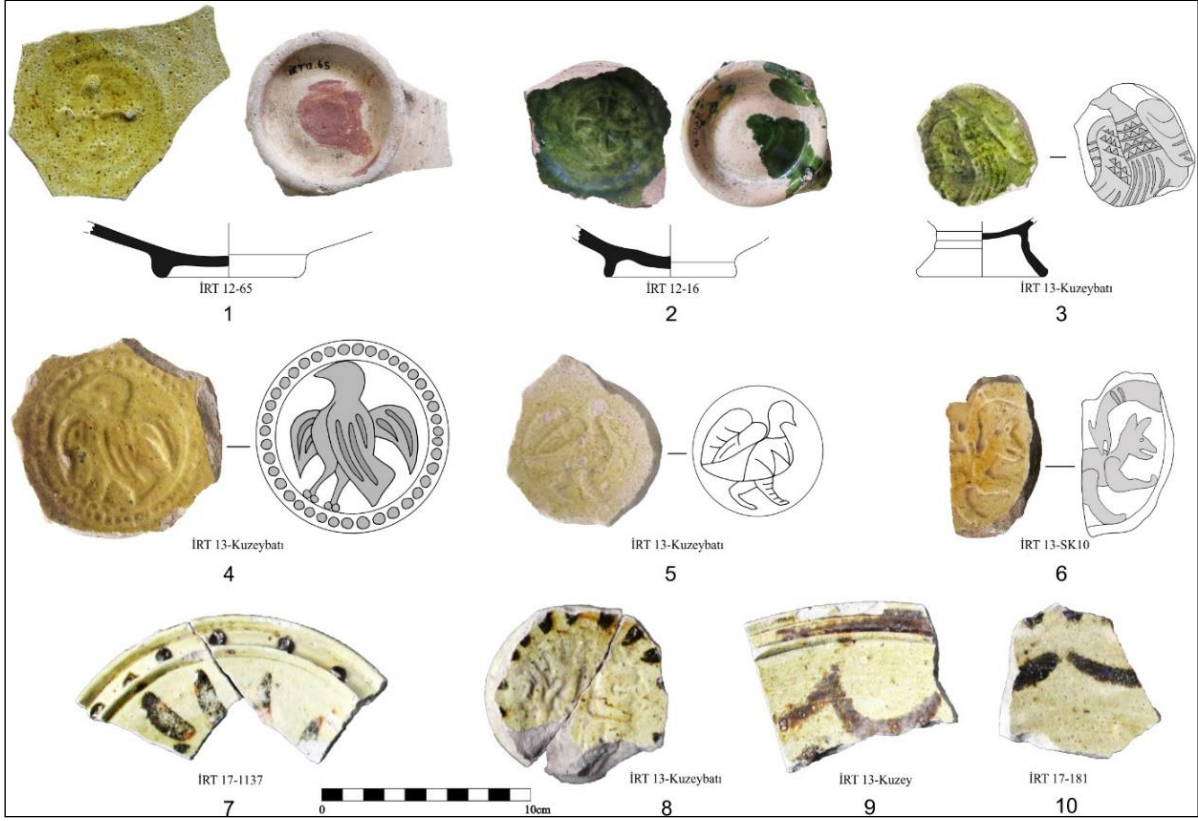 İRT12.65
İRT 12-65
1
İRT 12-16
2
İRT 13-Kuzeybatı
3
İRT 13-Kuzeybatı
4
İRT 13-Kuzeybatı
5
İRT 13-SK10
6
İRT 17-1137
7
0
10cm
İRT 13-Kuzeybatı
8
İRT 13-Kuzey
9
İRT 17-181
10